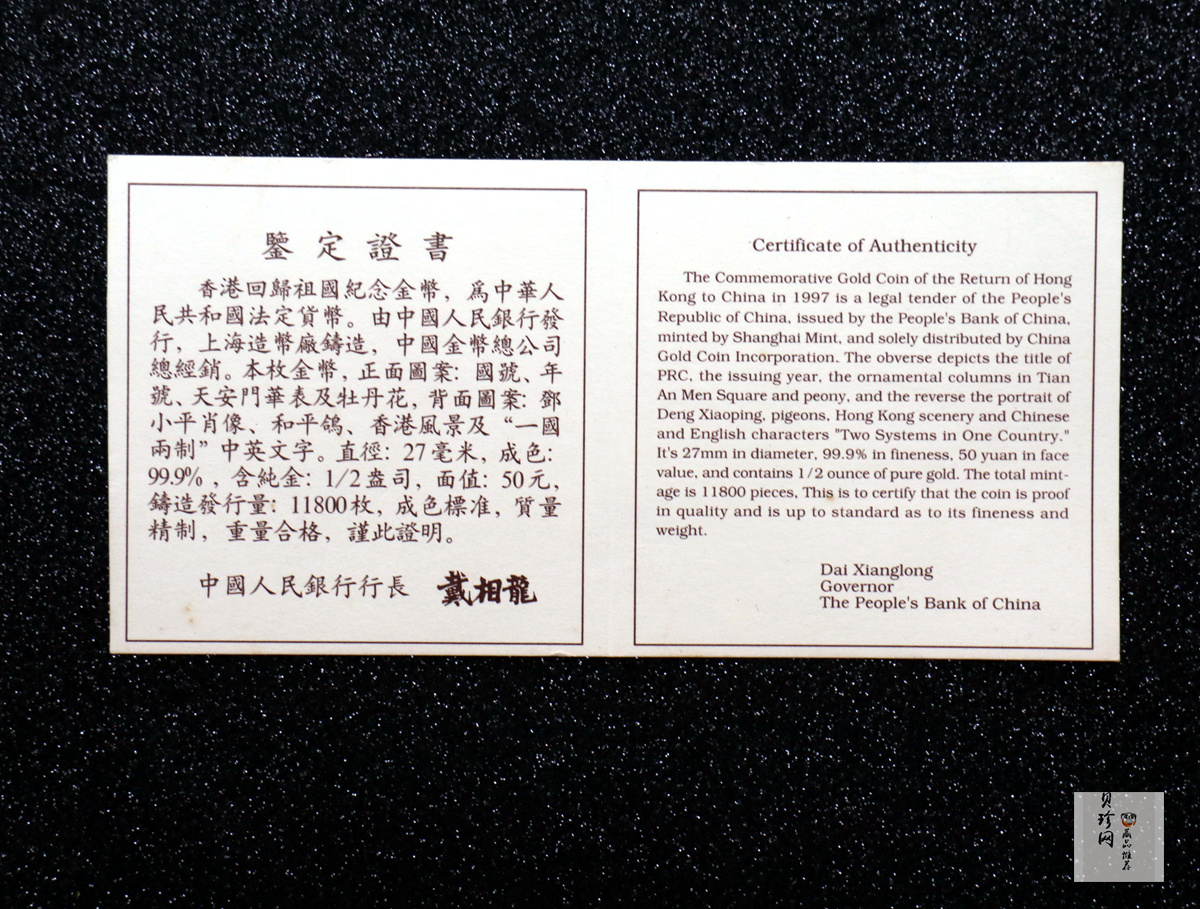 鑒定證書
香港回歸祖國紀念金幣，爲中華人
民共和國法定貨幣。由中國人民銀行發
行，上海造幣廠鑄造，中國金幣總公司
總經銷。本枚金幣，正面圖案：國號、年
號、天安門華表及牡丹花，背面圖案：鄧
小平肖像、和平鴿、香港風景及“一國
兩制”中英文字。直徑：27毫米，成色：
99.9%，含純金：1/2盎司，面值：50元，
鑄造發行量：11800枚，成色標准，質量
精制，重量合格，謹此證明。
中國人民銀行行長 戴相龍
Certificate of Authenticity
The Commemorative Gold Coin of the Return of Hong
Kong to China in 1997 is a legal tender of the People's
Republic of China, issued by the People's Bank of China,
minted by Shanghai Mint, and solely distributed by China
Gold Coin Incorporation. The obverse depicts the title of
PRC, the issuing year, the ornamental columns in Tian
An Men Square and peony, and the reverse the portrait of
Deng Xiaoping, pigeons, Hong Kong scenery and Chinese
and English characters "Two Systems in One Country."
It's 27mm in diameter, 99.9% in fineness, 50 yuan in face
value, and contains 1/2 ounce of pure gold. The total mint-
age is 11800 pieces, This is to certify that the coin is proof
in quality and is up to standard as to its fineness and
weight.
Dai Xianglong
Governor
The People's Bank of China
贝珍网
藏品推荐